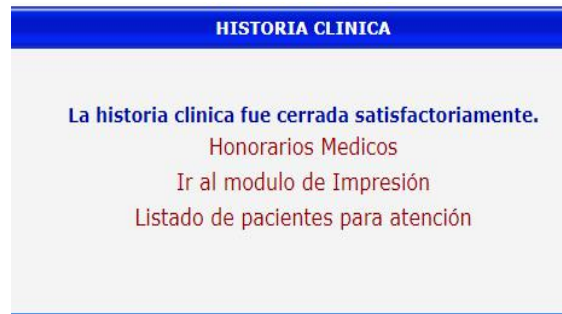 HISTORIA CLINICA
La historia clinica fue cerrada satisfactoriamente.
Honorarios Medicos
Ir al modulo de Impresión
Listado de pacientes para atención